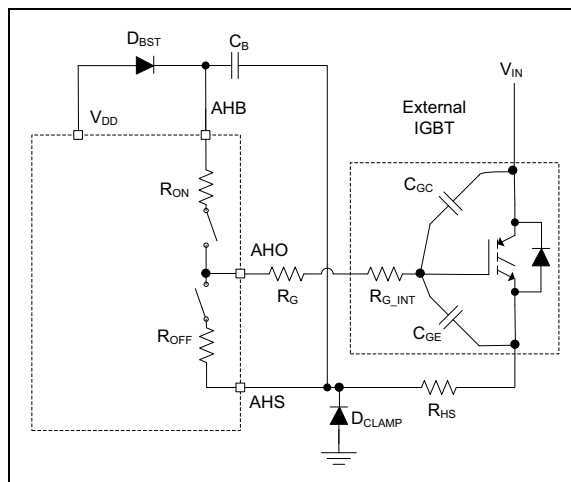 DBST
CB
VIN
VDD
AHB
External
IGBT
RON
CGC
AHO
RG
RG_INT
ROFF
CGE
AHS
RHS
DCLAMP